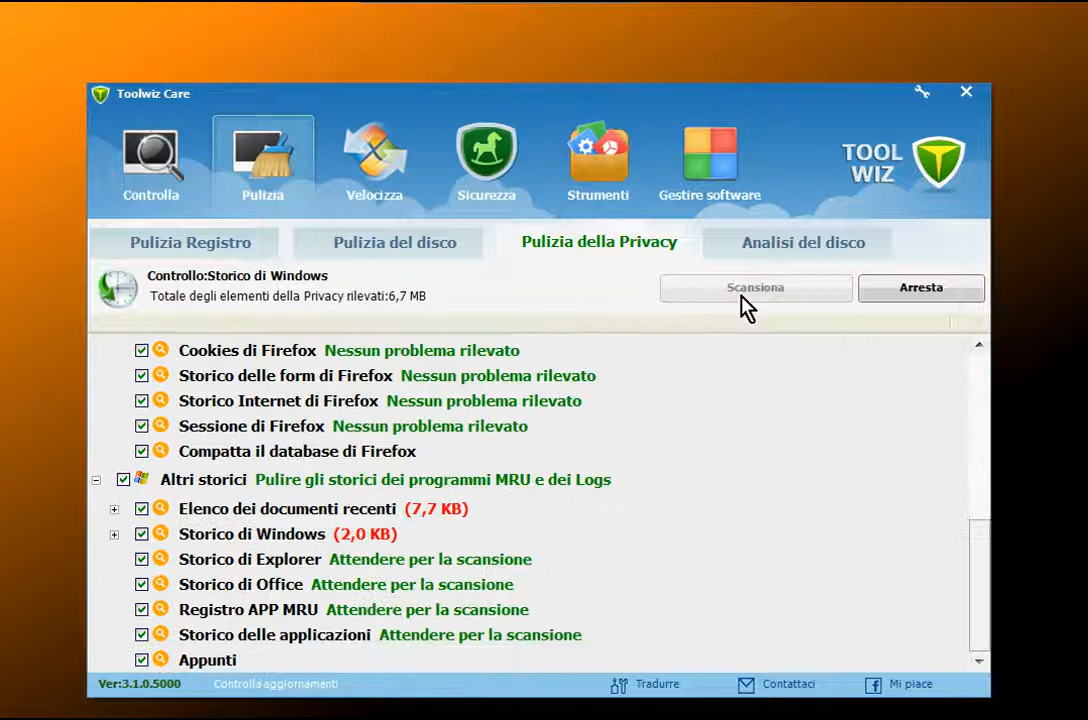 Toolwiz Care
Controlla
Pulizia
Velocizza
Sicurezza
Strumenti
Gestire software
TOOL
WIZ
Pulizia Registro
Pulizia del disco
Pulizia della Privacy
Analisi del disco
Controllo:Storico di Windows
Totale degli elementi della Privacy rilevati:6,7 MB
Scansiona
Arresta
Cookies di Firefox Nessun problema rilevato
Storico delle form di Firefox Nessun problema rilevato
Storico Internet di Firefox Nessun problema rilevato
Sessione di Firefox Nessun problema rilevato
Compatta il database di Firefox
Altri storici Pulire gli storici dei programmi MRU e dei Logs
Elenco dei documenti recenti (7,7 KB)
Storico di Windows (2,0 KB)
Storico di Explorer Attendere per la scansione
Storico di Office Attendere per la scansione
Registro APP MRU Attendere per la scansione
Storico delle applicazioni Attendere per la scansione
Appunti
Ver:3.1.0.5000
Controlla aggiornamenti
Tradurre
Contattaci
Mi piace